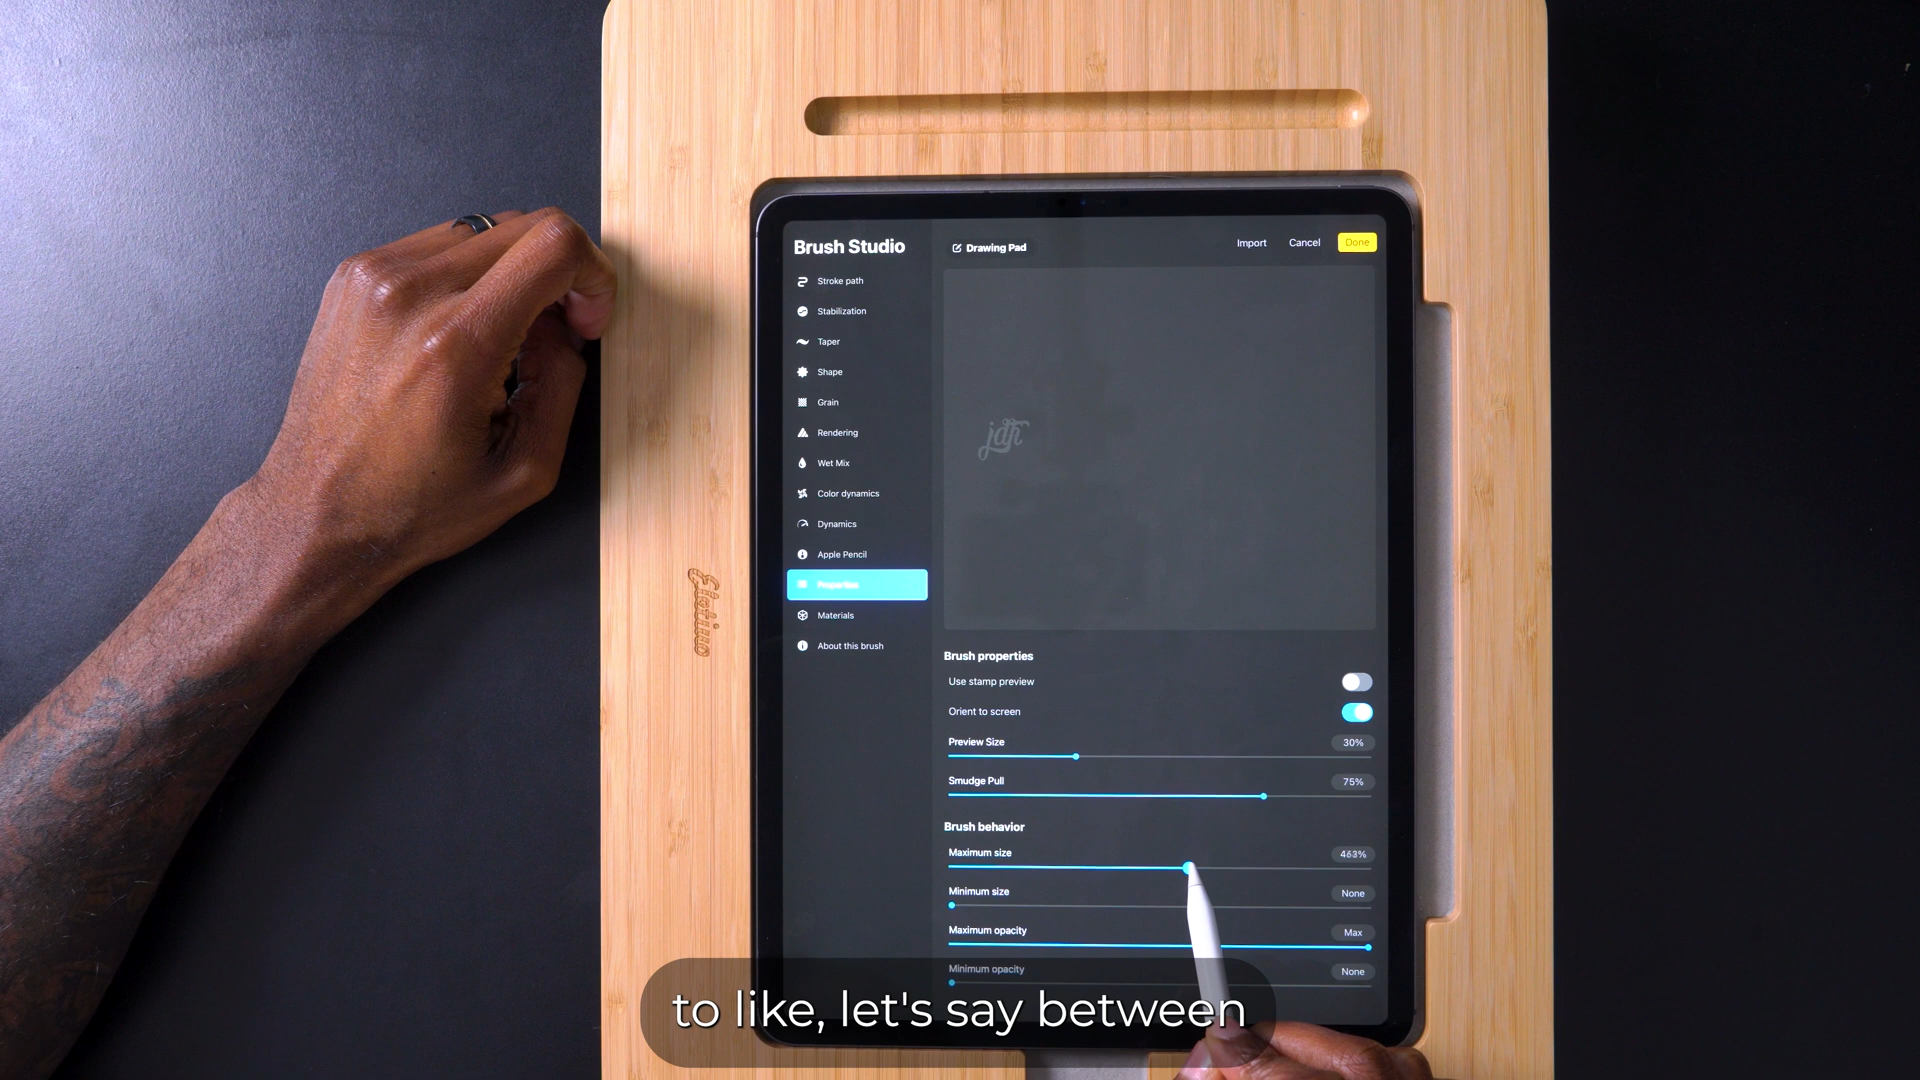 Brush Studio
Drawing Pad
Import
Cancel
Done
Stroke path
Stabilization
Taper
Shape
Grain
Rendering
Wet Mix
Color dynamics
Dynamics
Apple Pencil
Properties
Materials
About this brush
jdh
Brush properties
Use stamp preview
Orient to screen
Preview Size 30%
Smudge Pull 75%
Brush behavior
Maximum size 463%
Minimum size None
Maximum opacity Max
Minimum opacity None
to like, let's say between